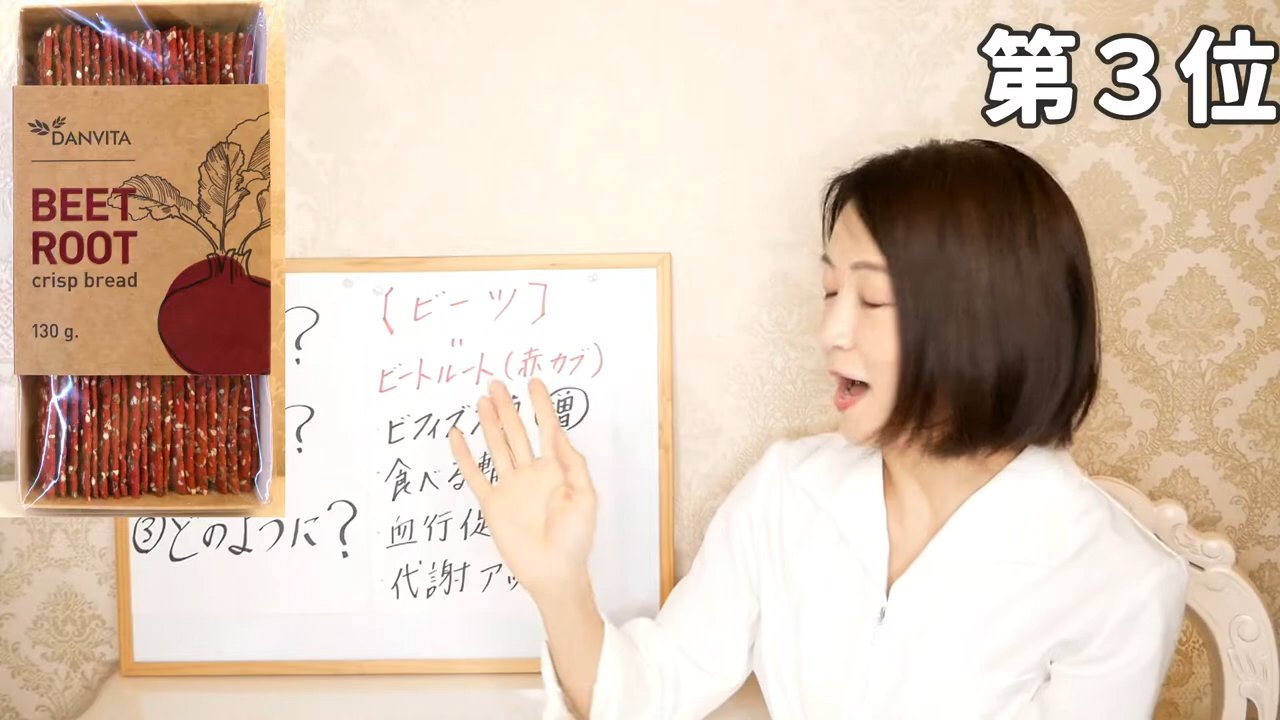 第3位
DANVITA
BEET
ROOT
crisp bread
130 g.
?
?
③どのように?
[ビーツ]
〃
ビートルート(赤カブ)
ビフィズ 増
食べる
血行促
代謝アッ